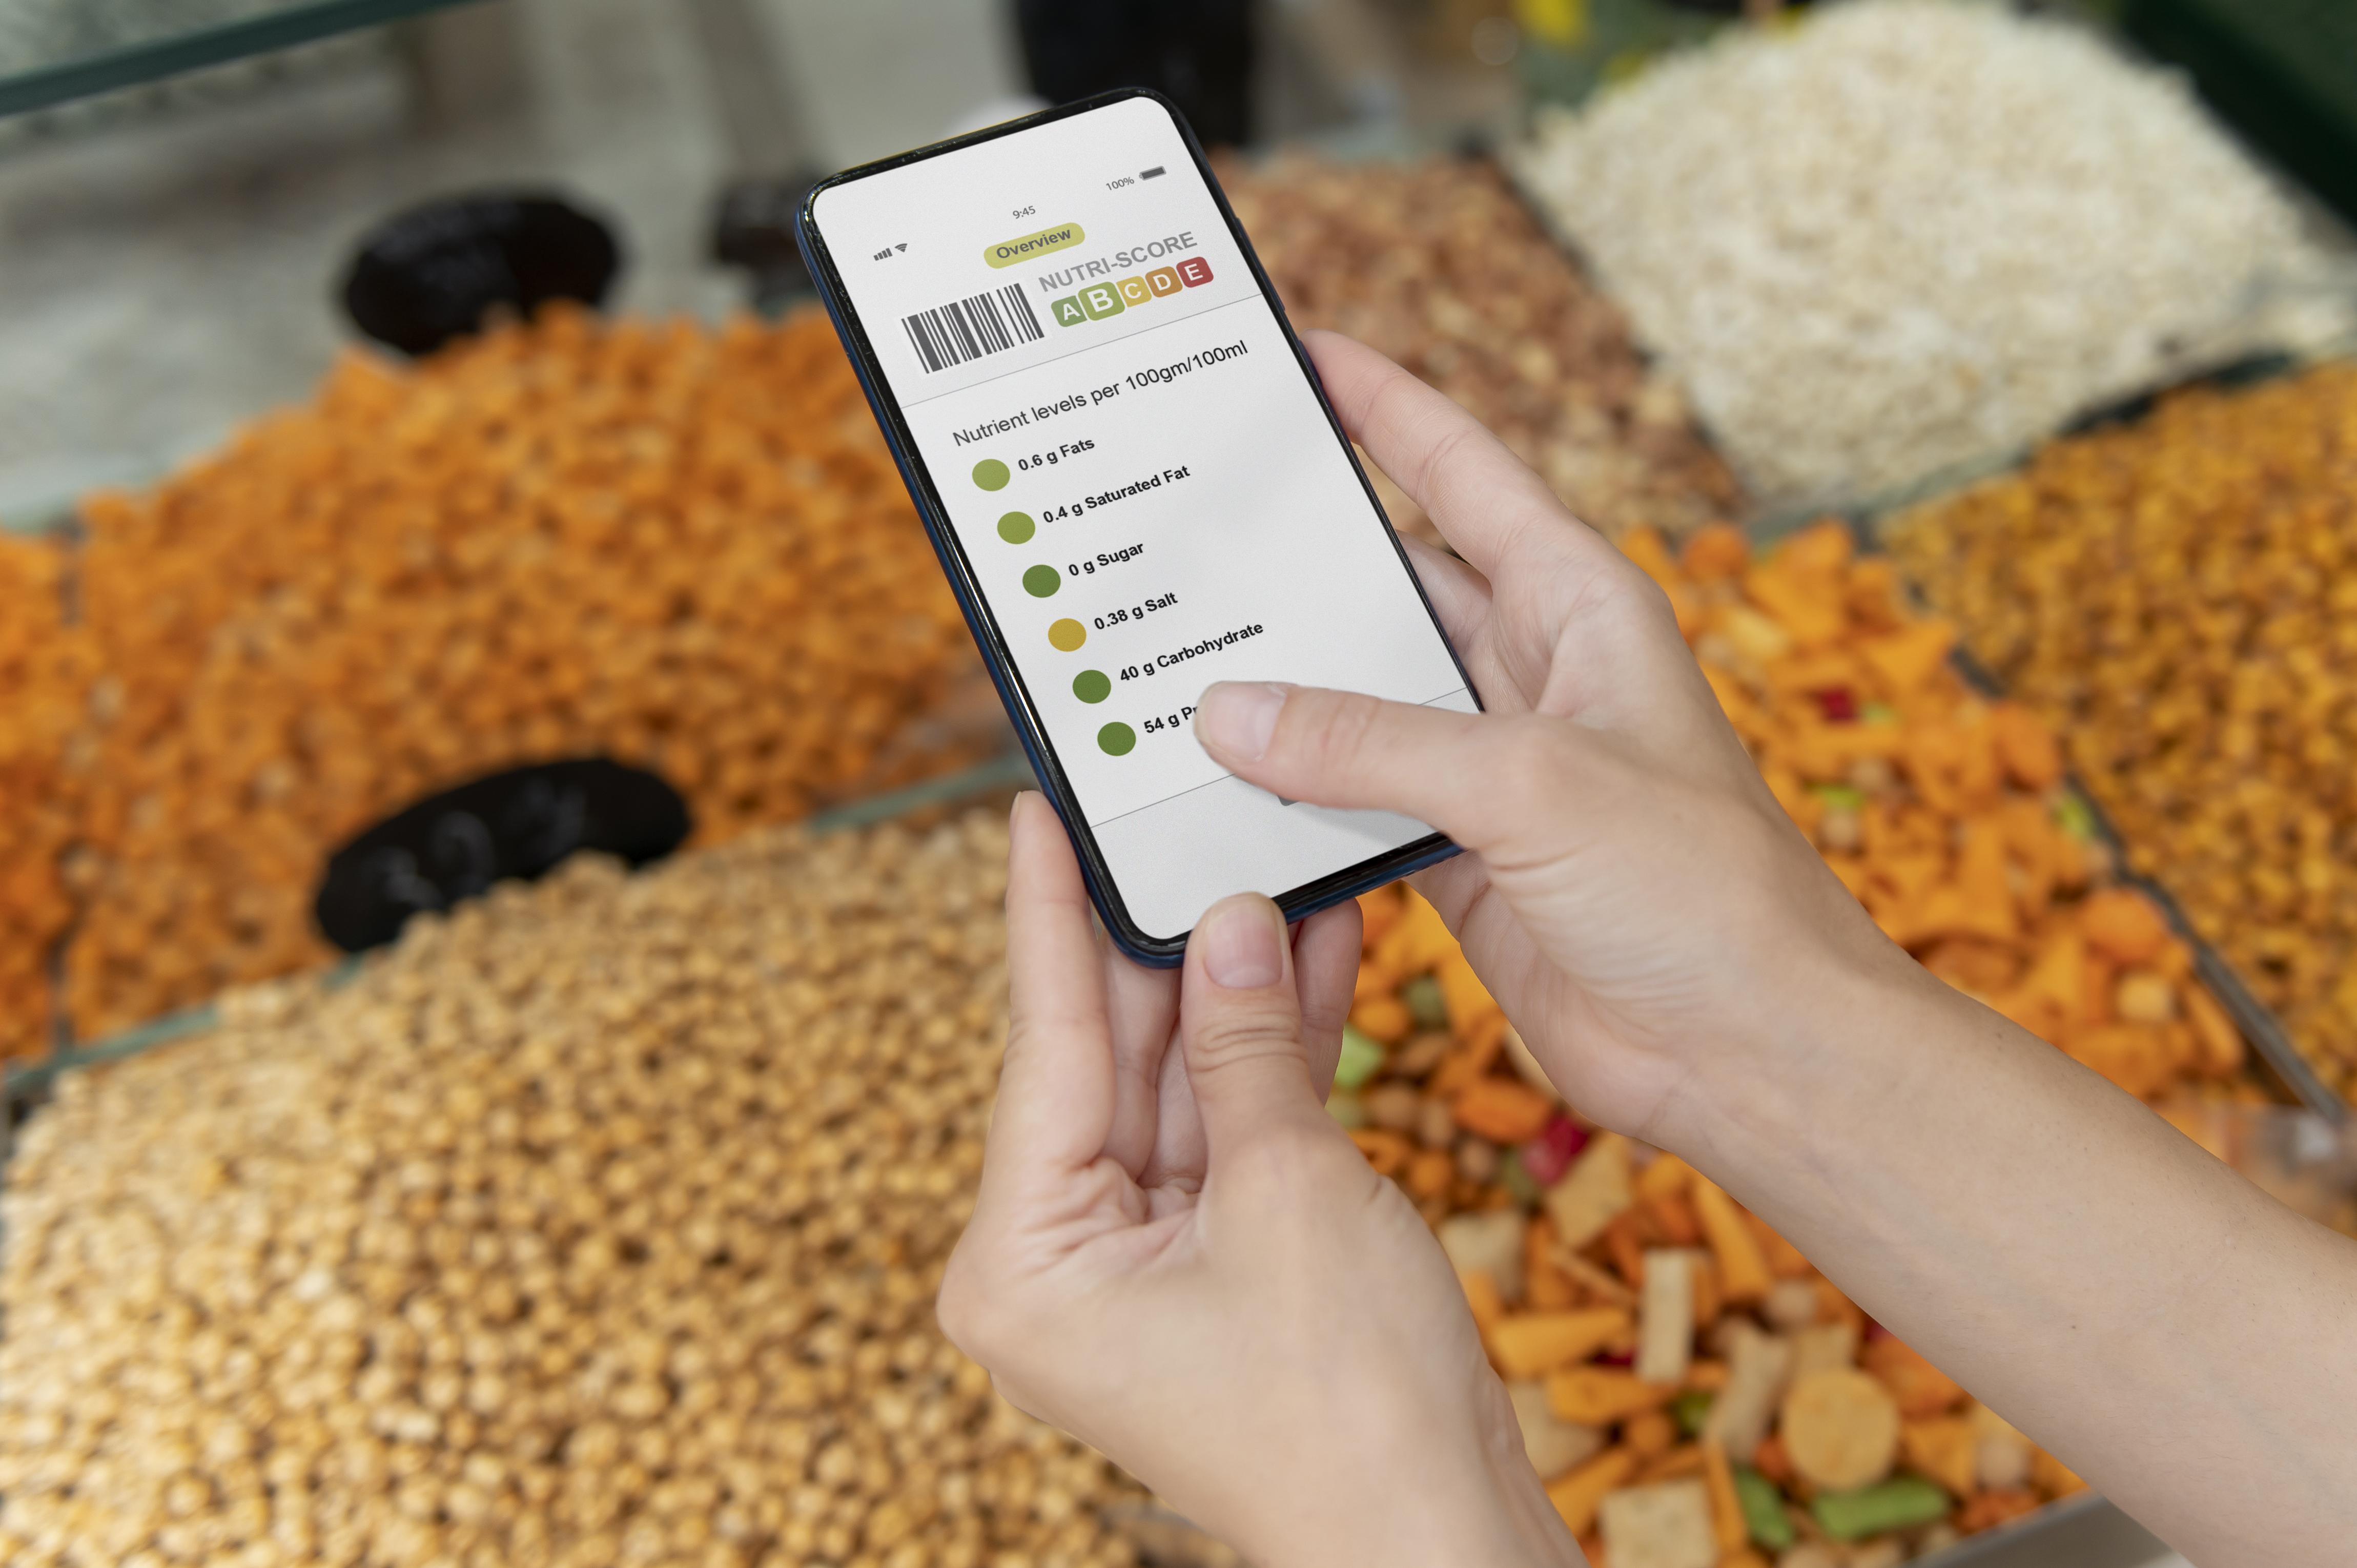 100%
9:45
Overview
NUTRI-SCORE
A B C D E
Nutrient levels per 100gm/100ml
0.6 g Fats
0.4 g Saturated Fat
0 g Sugar
0.38 g Salt
40 g Carbohydrate
54 g